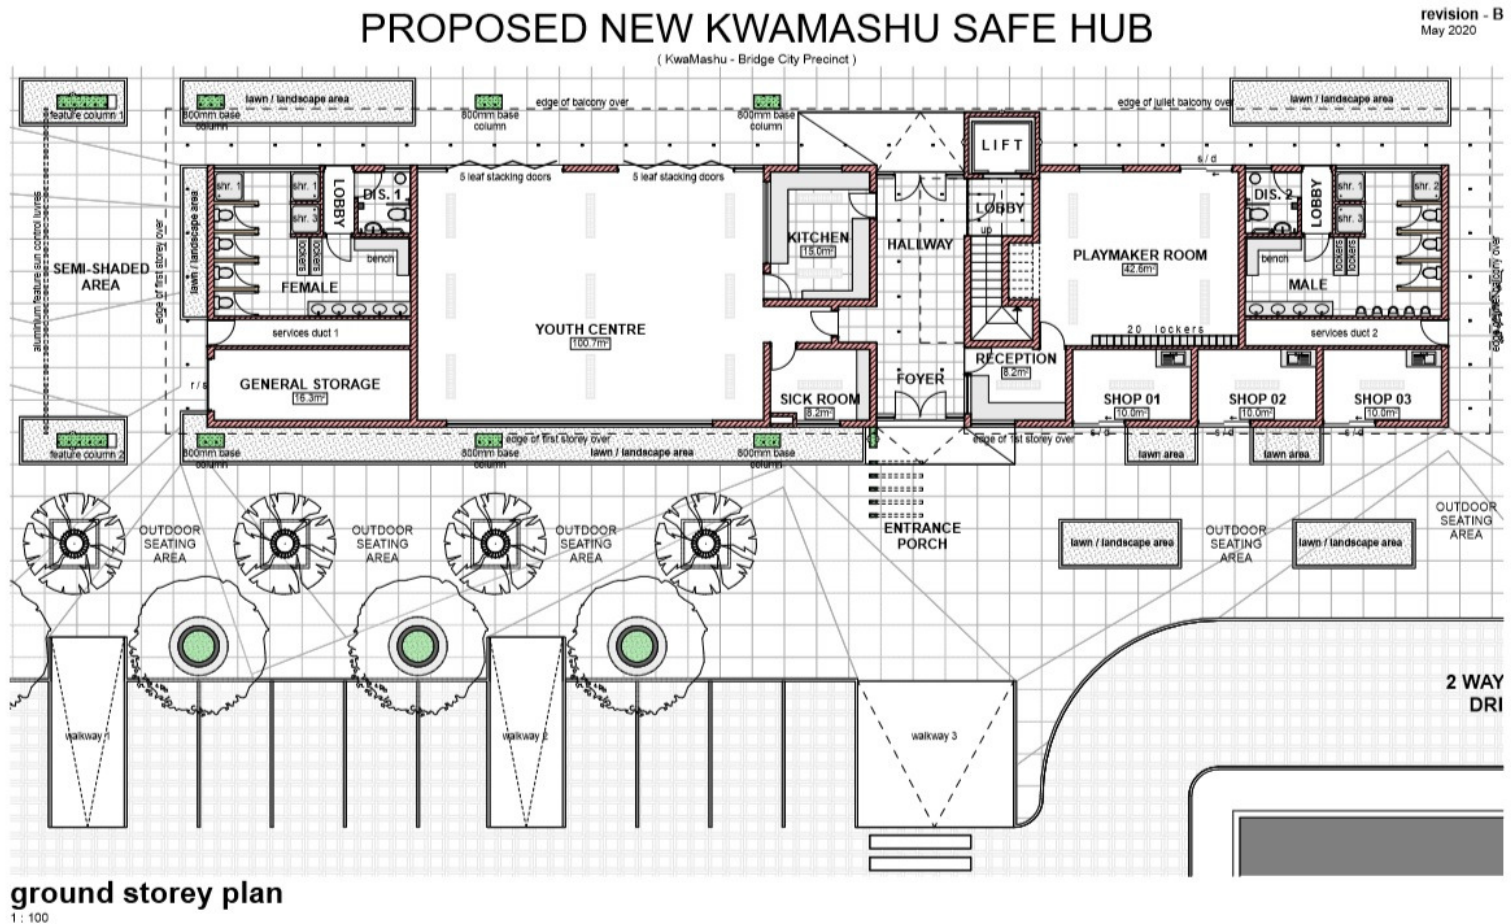 PROPOSED NEW KWAMASHU SAFE HUB
revision - B
May 2020
( KwaMashu - Bridge City Precinct )
feature column 1
800mm base
column
lawn / landscape area
800mm base
column
edge of balcony over
800mm base
column
edge of juliet balcony over
lawn / landscape area
LIFT
s / d
5 leaf stacking doors
5 leaf stacking doors
aluminium feature sun control luvres
SEMI-SHADED
AREA
edge of first storey over
lawn / landscape area
shr. 1
shr. 1
shr. 3
LOBBY
DIS. 1
lockers
lockers
bench
FEMALE
services duct 1
GENERAL STORAGE
16.3m²
r / s
YOUTH CENTRE
100.7m²
KITCHEN
15.0m²
HALLWAY
LOBBY
up
PLAYMAKER ROOM
42.6m²
20 lockers
DIS. 2
LOBBY
shr. 1
shr. 2
shr. 3
lockers
lockers
bench
MALE
services duct 2
SICK ROOM
8.2m²
FOYER
RECEPTION
8.2m²
SHOP 01
10.0m²
SHOP 02
10.0m²
SHOP 03
10.0m²
feature column 2
800mm base
column
800mm base
column
edge of first storey over
lawn / landscape area
800mm base
column
edge of 1st storey over
s / d
s / d
s / d
lawn area
lawn area
OUTDOOR
SEATING
AREA
OUTDOOR
SEATING
AREA
OUTDOOR
SEATING
AREA
ENTRANCE
PORCH
lawn / landscape area
OUTDOOR
SEATING
AREA
lawn / landscape area
OUTDOOR
SEATING
AREA
walkway 1
walkway 2
walkway 3
2 WAY
DRI
ground storey plan
1 : 100